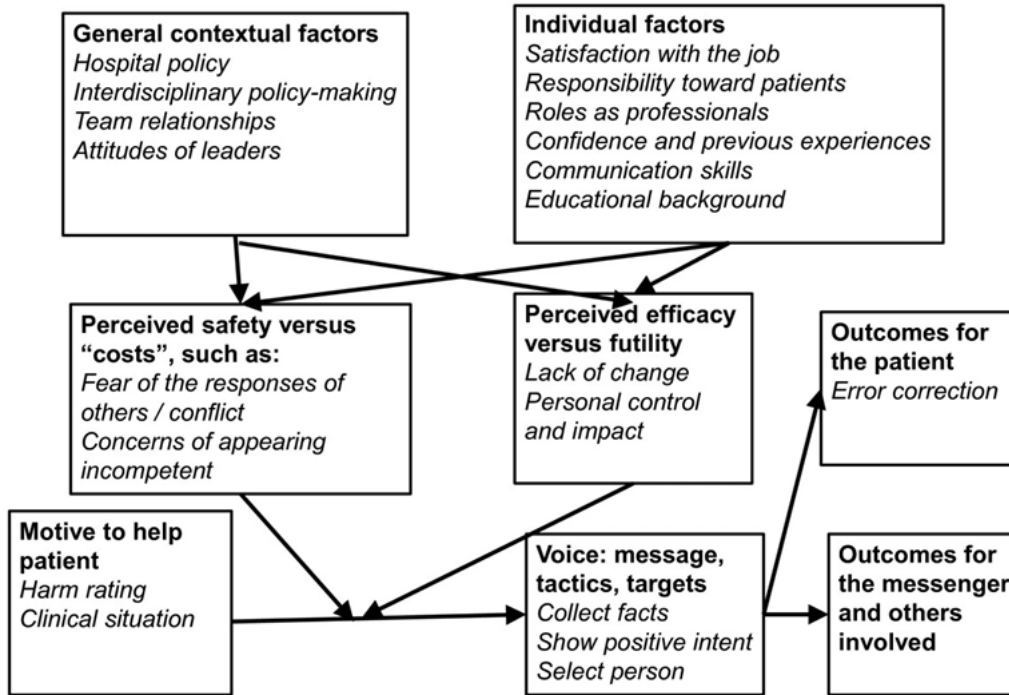 General contextual factors
Hospital policy
Interdisciplinary policy-making
Team relationships
Attitudes of leaders
Individual factors
Satisfaction with the job
Responsibility toward patients
Roles as professionals
Confidence and previous experiences
Communication skills
Educational background
Perceived safety versus
“costs”, such as:
Fear of the responses of
others / conflict
Concerns of appearing
incompetent
Perceived efficacy
versus futility
Lack of change
Personal control
and impact
Outcomes for
the patient
Error correction
Motive to help
patient
Harm rating
Clinical situation
Voice: message,
tactics, targets
Collect facts
Show positive intent
Select person
Outcomes for
the messenger
and others
involved